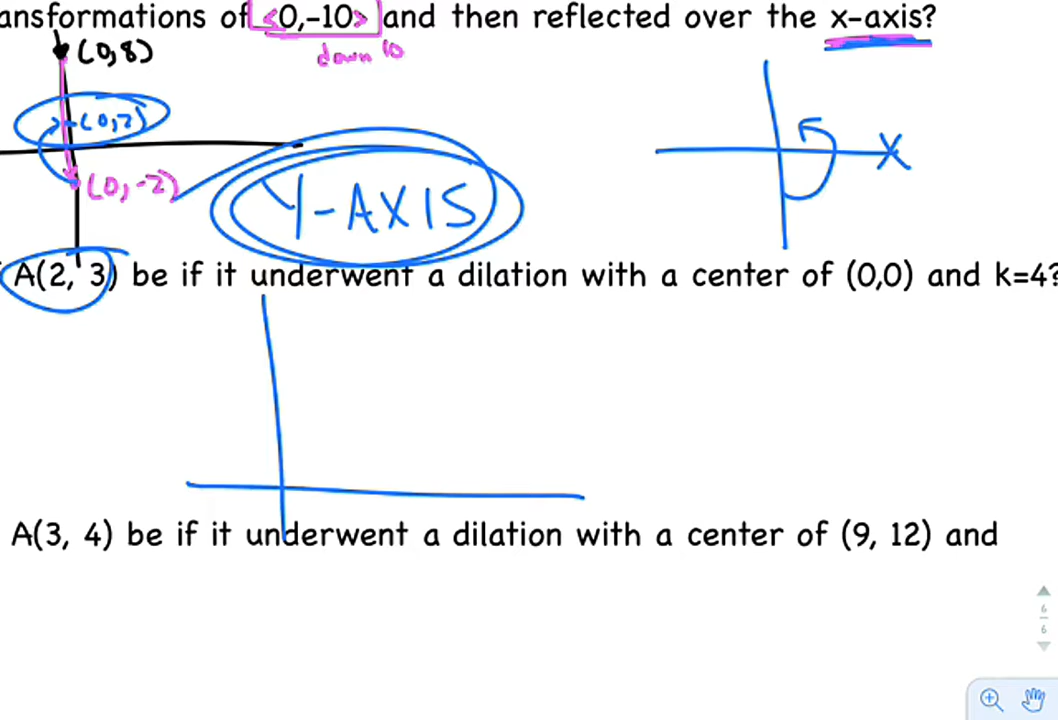 ansformations of <0,-10> and then reflected over the x-axis?
(0,8)
down 10
(0,2)
(0,-2)
Y-AXIS
X
A(2, 3) be if it underwent a dilation with a center of (0,0) and k=4?
A(3, 4) be if it underwent a dilation with a center of (9, 12) and
6
6